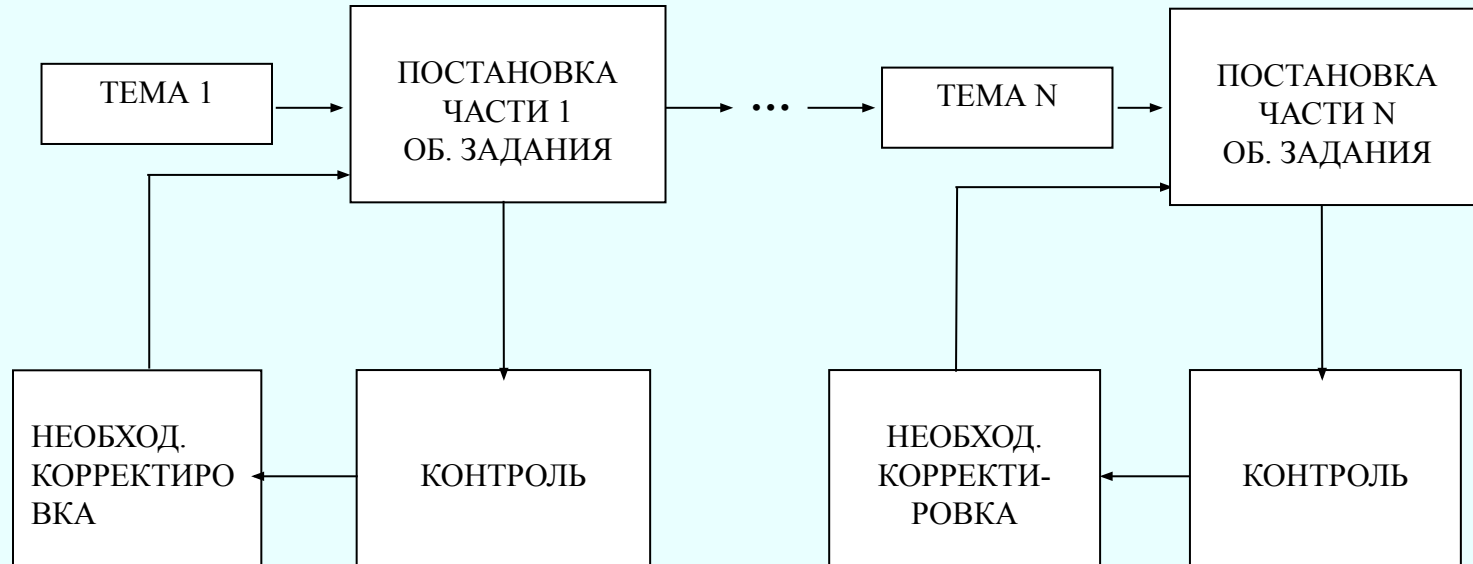 ТЕМА 1
ПОСТАНОВКА
ЧАСТИ 1
ОБ. ЗАДАНИЯ
...
ТЕМА N
ПОСТАНОВКА
ЧАСТИ N
ОБ. ЗАДАНИЯ
НЕОБХОД.
КОРРЕКТИРО
ВКА
КОНТРОЛЬ
НЕОБХОД.
КОРРЕКТИ-
РОВКА
КОНТРОЛЬ